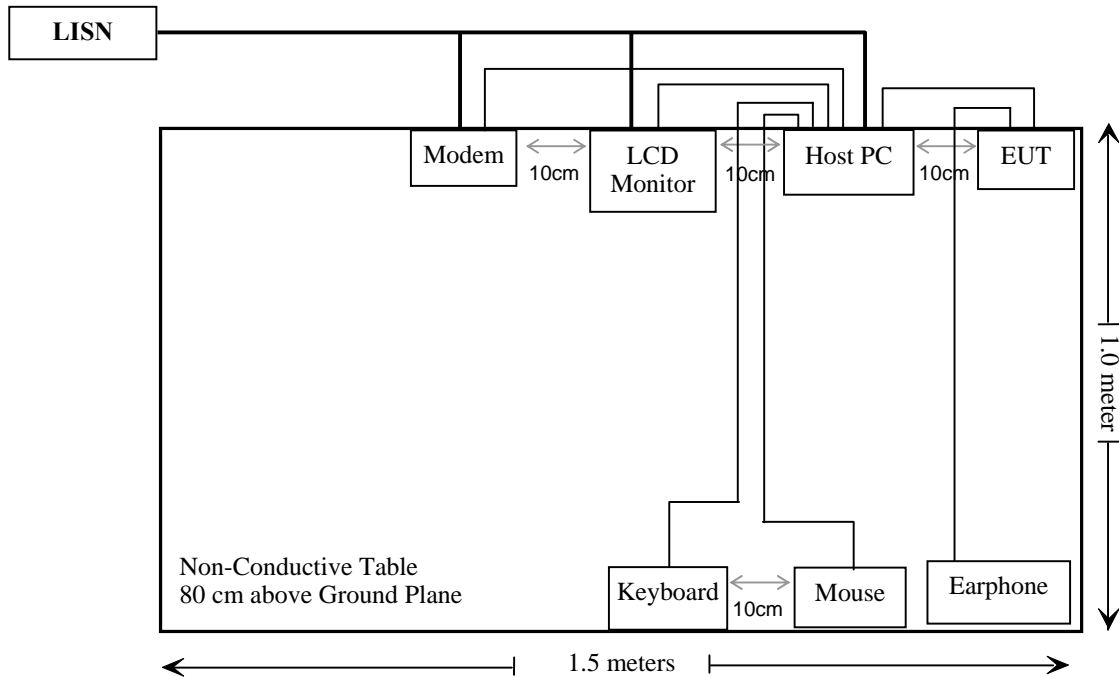 LISN
Modem
LCD
Monitor
Host PC
EUT
10cm
10cm
10cm
1.0 meter
Non-Conductive Table
80 cm above Ground Plane
Keyboard
10cm
Mouse
Earphone
1.5 meters